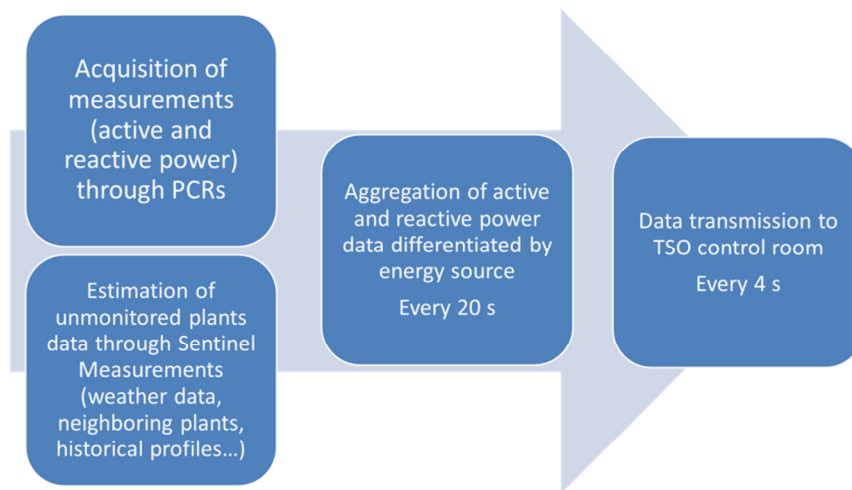 Acquisition of
measurements
(active and
reactive power)
through PCRs
Estimation of
unmonitored plants
data through Sentinel
Measurements
(weather data,
neighboring plants,
historical profiles…)
Aggregation of active
and reactive power
data differentiated by
energy source
Every 20 s
Data transmission to
TSO control room
Every 4 s